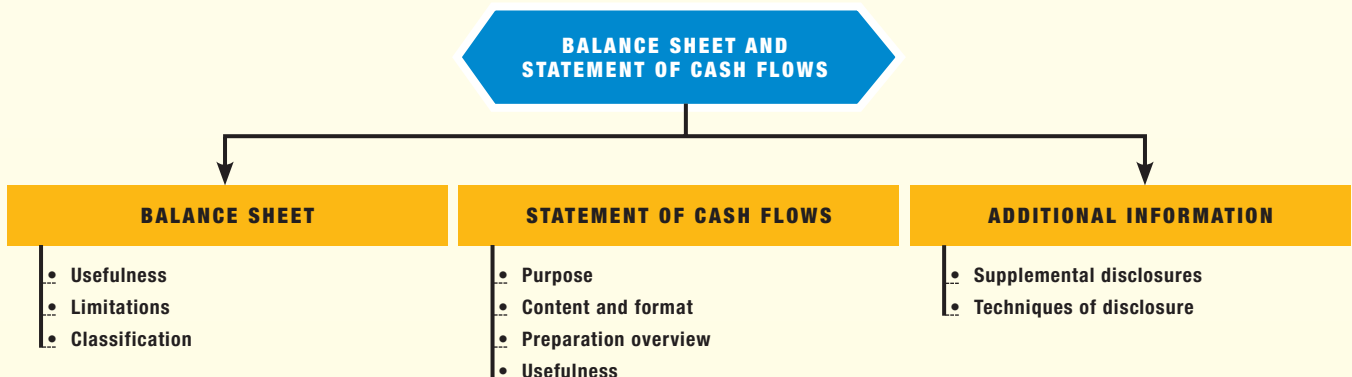 BALANCE SHEET AND
STATEMENT OF CASH FLOWS
BALANCE SHEET
• Usefulness
• Limitations
• Classification
STATEMENT OF CASH FLOWS
• Purpose
• Content and format
• Preparation overview
• Usefulness
ADDITIONAL INFORMATION
• Supplemental disclosures
• Techniques of disclosure